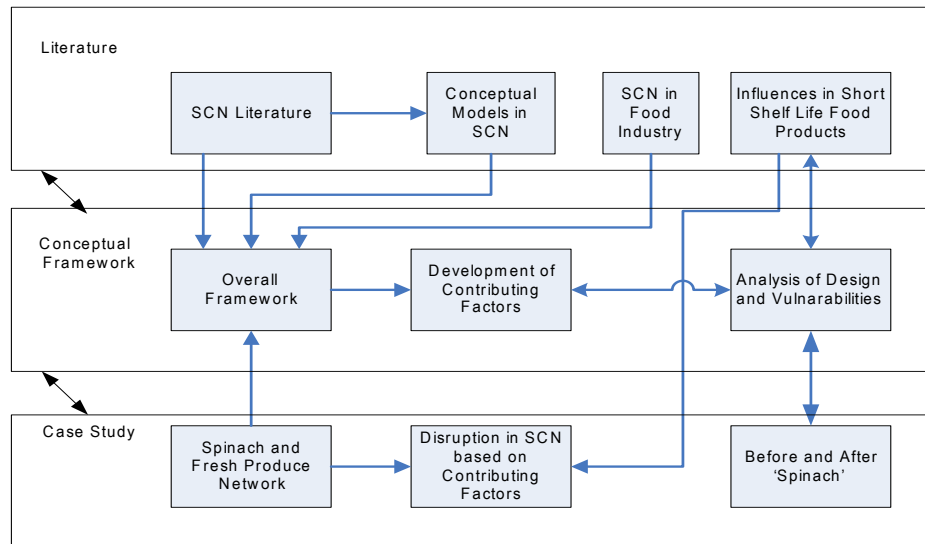 Literature
SCN Literature
Conceptual
Models in
SCN
SCN in
Food
Industry
Influences in Short
Shelf Life Food
Products
Conceptual
Framework
Overall
Framework
Development of
Contributing
Factors
Analysis of Design
and Vulnarabilities
Case Study
Spinach and
Fresh Produce
Network
Disruption in SCN
based on
Contributing
Factors
Before and After
‘Spinach’